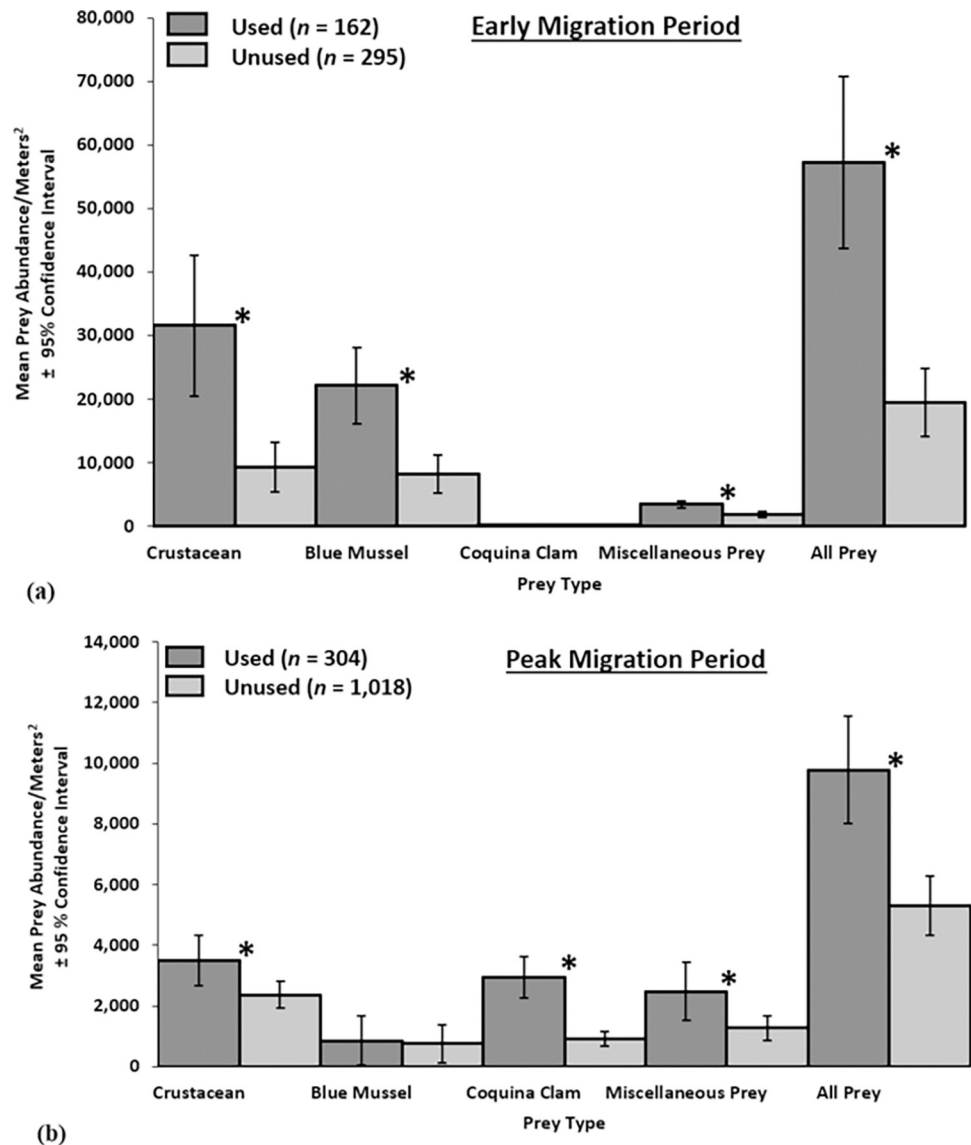 Early Migration Period
Used (n = 162)
Unused (n = 295)
80,000
70,000
60,000
50,000
40,000
30,000
20,000
10,000
0
Mean Prey Abundance/Meters²
± 95% Confidence Interval
*
*
*
*
Crustacean Blue Mussel Coquina Clam Miscellaneous Prey All Prey
Prey Type
(a)
Peak Migration Period
Used (n = 304)
Unused (n = 1,018)
14,000
12,000
10,000
8,000
6,000
4,000
2,000
0
Mean Prey Abundance/Meters²
± 95 % Confidence Interval
*
*
*
*
Crustacean Blue Mussel Coquina Clam Miscellaneous Prey All Prey
Prey Type
(b)